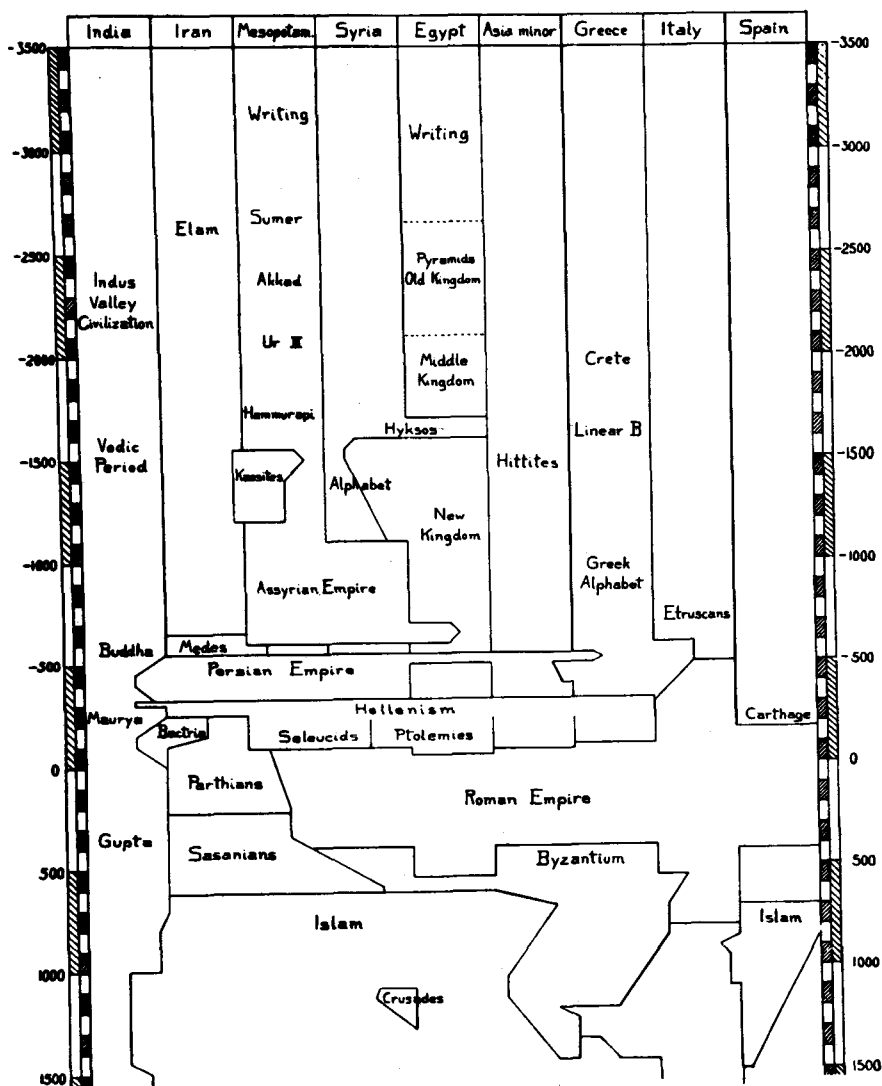 India Iran Mesopotam. Syria Egypt Asia minor Greece Italy Spain
-3500 -3500
Writing
Writing
-3000 -3000
Sumer
Elam
-2500 -2500
Pyramids
Old Kingdom
Akkad
Indus
Valley
Civilization
Ur III
-2000 -2000
Middle
Kingdom
Crete
Hammurapi
Hyksos
Linear B
Vedic
Period
-1500 -1500
Kassites
Alphabet
Hittites
New
Kingdom
-1000 -1000
Assyrian Empire
Greek
Alphabet
Etruscans
Buddha
Medes
-500 -500
Persian Empire
Hellenism
Maurya
Carthage
Bactria
Seleucids
Ptolemies
0 0
Parthians
Roman Empire
Gupta
Sasanians
Byzantium
500 500
Islam
Islam
1000 1000
Crusades
1500 1500